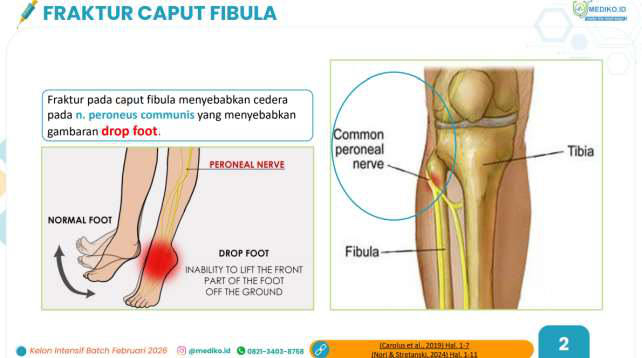 FRAKTUR CAPUT FIBULA
MEDIKO.ID
Fraktur pada caput fibula menyebabkan cedera
pada n. peroneus communis yang menyebabkan
gambaran drop foot.
PERONEAL NERVE
NORMAL FOOT
DROP FOOT
INABILITY TO LIFT THE FRONT
PART OF THE FOOT
OFF THE GROUND
Common
peroneal
nerve
Tibia
Fibula
Kelon Intensif Batch Februari 2026
@mediko.id
0821-3403-8768
(Carolus et al., 2019) Hal. 1-7
(Nori & Stretanski, 2024) Hal. 1-11
2